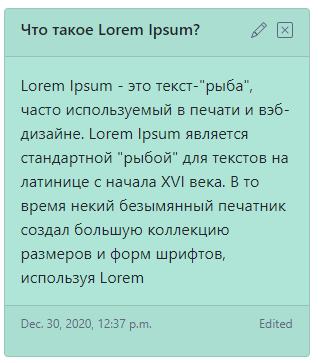 Что такое Lorem Ipsum?
Lorem Ipsum - это текст-"рыба",
часто используемый в печати и вэб-
дизайне. Lorem Ipsum является
стандартной "рыбой" для текстов на
латинице с начала XVI века. В то
время некий безымянный печатник
создал большую коллекцию
размеров и форм шрифтов,
используя Lorem
Dec. 30, 2020, 12:37 p.m. Edited